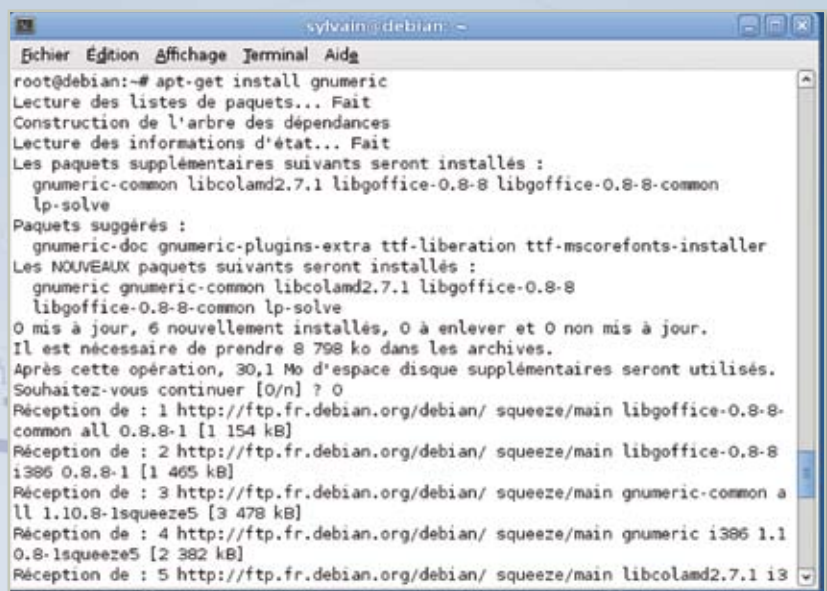 sylvain@debian: ~
Fichier Édition Affichage Terminal Aide
root@debian:~# apt-get install gnumeric
Lecture des listes de paquets... Fait
Construction de l'arbre des dépendances
Lecture des informations d'état... Fait
Les paquets supplémentaires suivants seront installés :
gnumeric-common libcolamd2.7.1 libgoffice-0.8-8 libgoffice-0.8-8-common
lp-solve
Paquets suggérés :
gnumeric-doc gnumeric-plugins-extra ttf-liberation ttf-mscorefonts-installer
Les NOUVEAUX paquets suivants seront installés :
gnumeric gnumeric-common libcolamd2.7.1 libgoffice-0.8-8
libgoffice-0.8-8-common lp-solve
0 mis à jour, 6 nouvellement installés, 0 à enlever et 0 non mis à jour.
Il est nécessaire de prendre 8 798 ko dans les archives.
Après cette opération, 30,1 Mo d'espace disque supplémentaires seront utilisés.
Souhaitez-vous continuer [O/n] ? O
Réception de : 1 http://ftp.fr.debian.org/debian/ squeeze/main libgoffice-0.8-8-
common all 0.8.8-1 [1 154 kB]
Réception de : 2 http://ftp.fr.debian.org/debian/ squeeze/main libgoffice-0.8-8
i386 0.8.8-1 [1 465 kB]
Réception de : 3 http://ftp.fr.debian.org/debian/ squeeze/main gnumeric-common a
ll 1.10.8-1squeeze5 [3 478 kB]
Réception de : 4 http://ftp.fr.debian.org/debian/ squeeze/main gnumeric i386 1.1
0.8-1squeeze5 [2 382 kB]
Réception de : 5 http://ftp.fr.debian.org/debian/ squeeze/main libcolamd2.7.1 i3